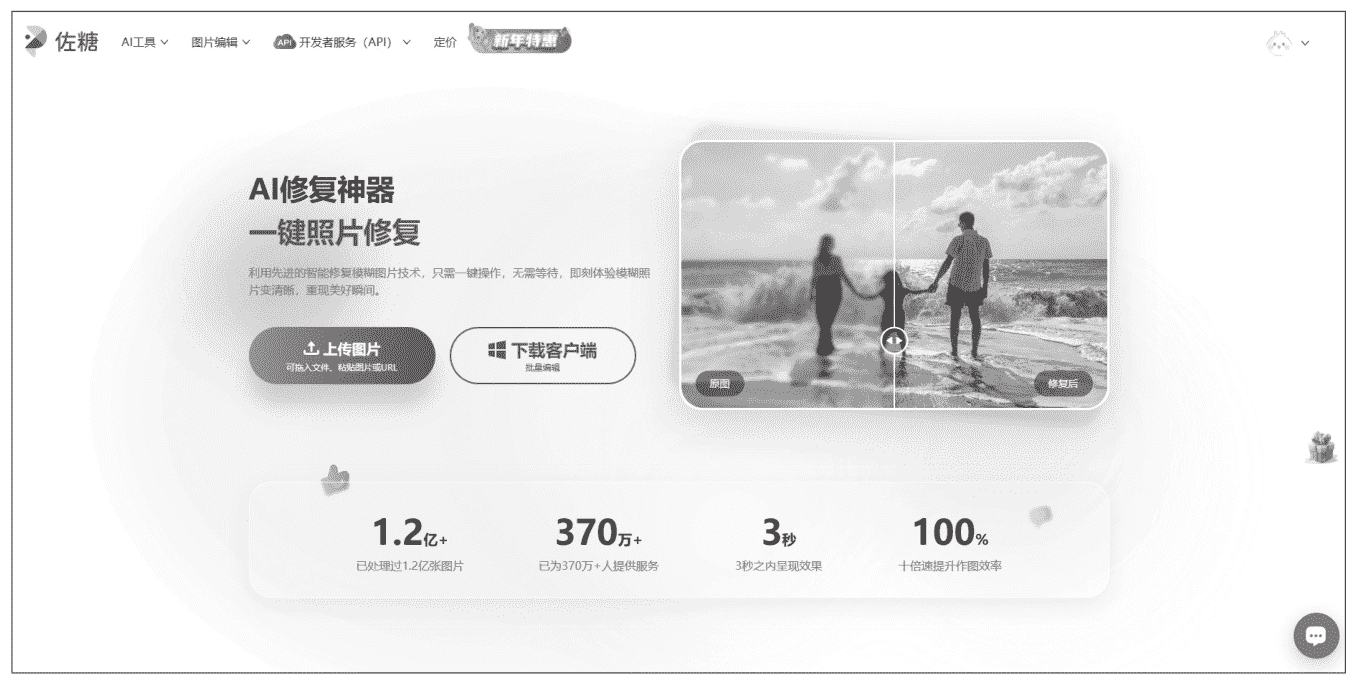 佐糖
AI工具
图片编辑
API 开发者服务（API）
定价
新年特惠
AI修复神器
一键照片修复
利用先进的智能修复模糊图片技术，只需一键操作，无需等待，即刻体验模糊照
片变清晰，重现美好瞬间。
上传图片
可拖入文件、粘贴图片或URL
下载客户端
批量编辑
原图
修复后
1.2亿+
已处理过1.2亿张图片
370万+
已为370万+人提供服务
3秒
3秒之内呈现效果
100%
十倍速提升作图效率